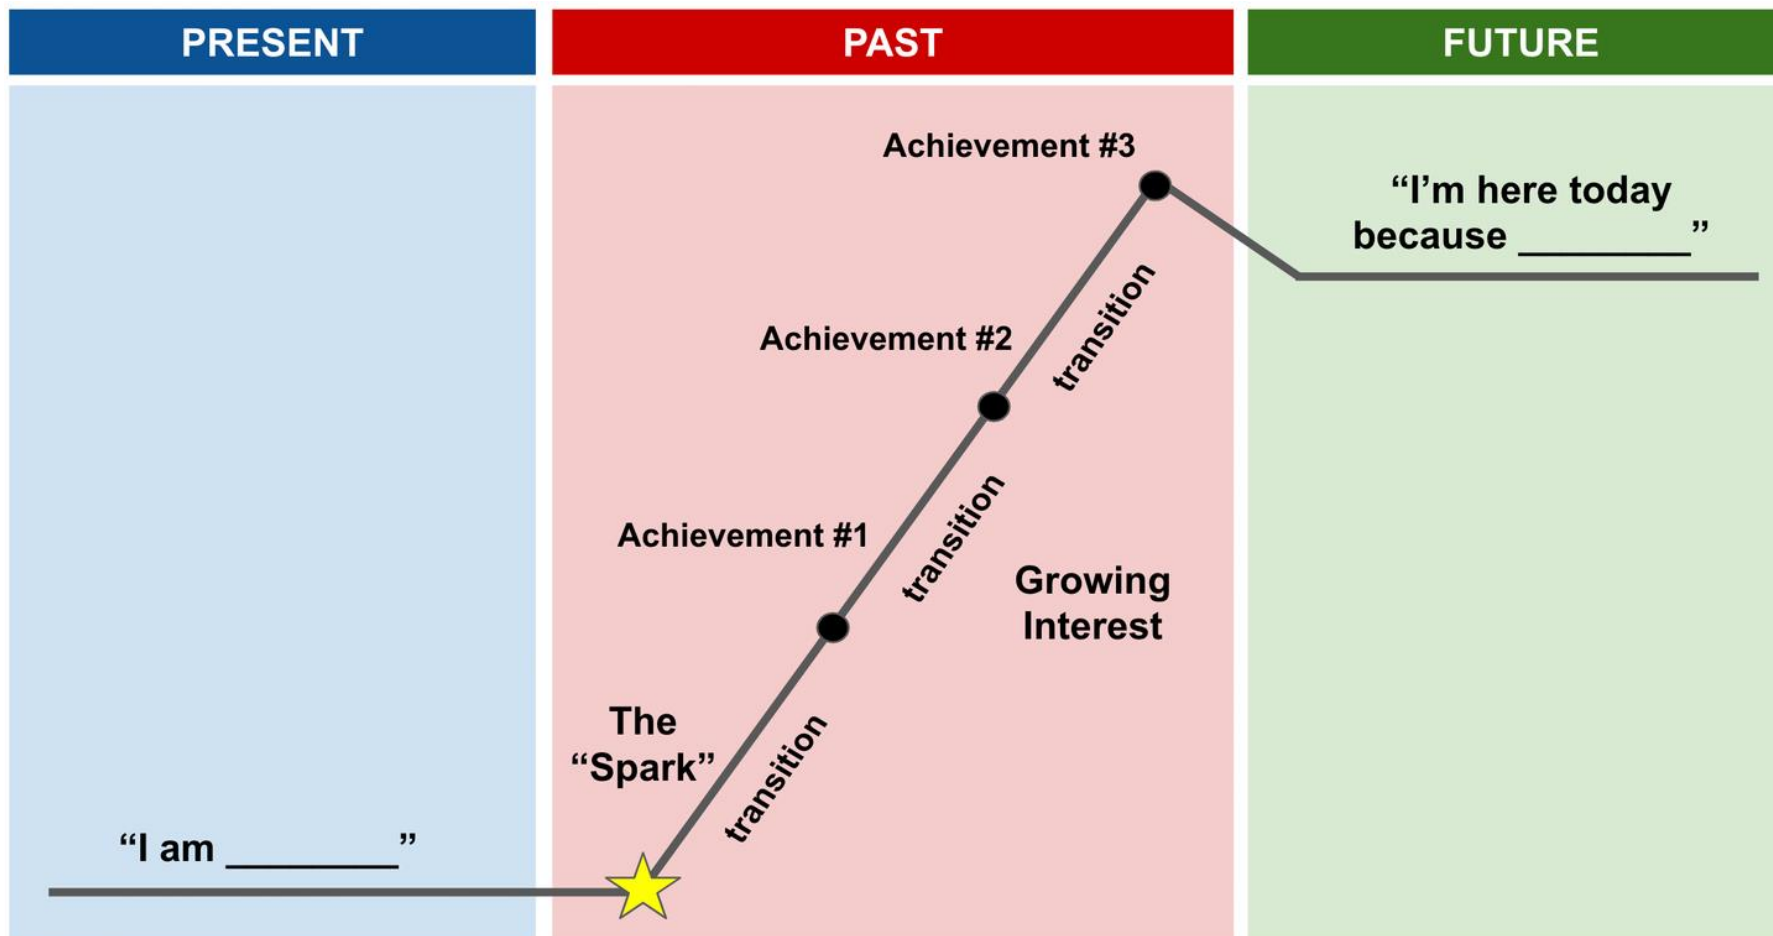 PRESENT
PAST
FUTURE
“I am ________”
The
“Spark”
transition
Achievement #1
transition
Achievement #2
transition
Achievement #3
Growing
Interest
“I’m here today
because ________”